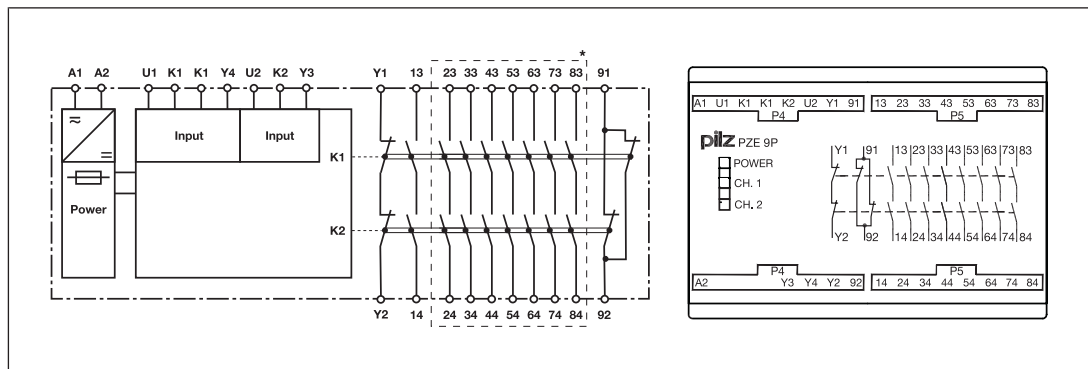 *
A1 A2 U1 K1 K1 Y4 U2 K2 Y3 Y1 13 23 33 43 53 63 73 83 91
Input Input
K1
Power
K2
Y2 14 24 34 44 54 64 74 84 92
A1 U1 K1 K1 K2 U2 Y1 91 13 23 33 43 53 63 73 83
P4 P5
pilz PZE 9P
POWER
CH. 1
CH. 2
Y1 91 13 23 33 43 53 63 73 83
Y2 92 14 24 34 44 54 64 74 84
P4 P5
A2 Y3 Y4 Y2 92 14 24 34 44 54 64 74 84